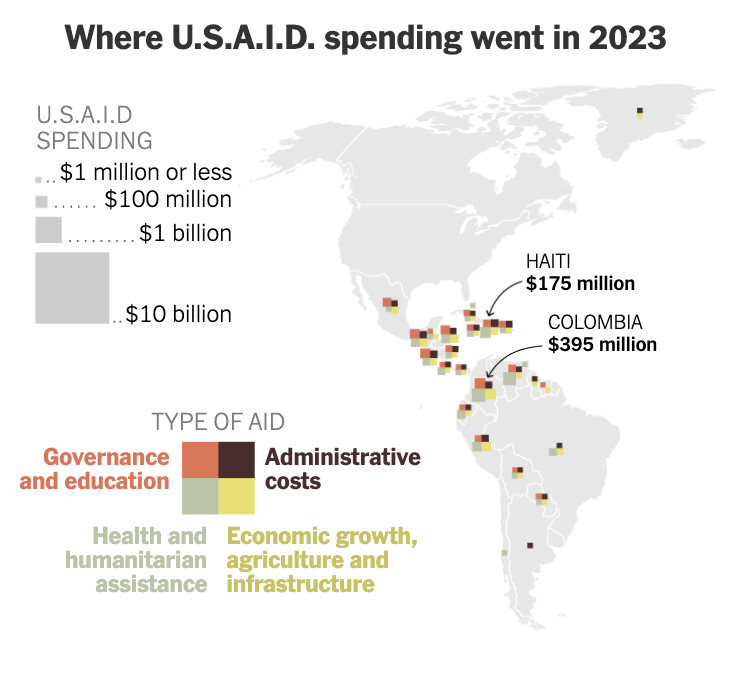 Where U.S.A.I.D. spending went in 2023
U.S.A.I.D
SPENDING
$1 million or less
$100 million
$1 billion
$10 billion
HAITI
$175 million
COLOMBIA
$395 million
TYPE OF AID
Governance
and education
Administrative
costs
Health and
humanitarian
assistance
Economic growth,
agriculture and
infrastructure